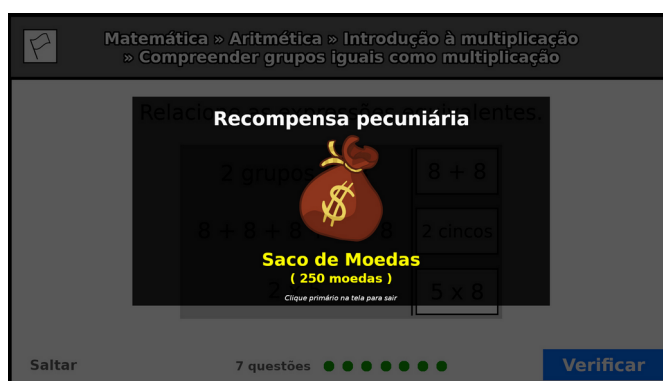 Matemática » Aritmética » Introdução à multiplicação
» Compreender grupos iguais como multiplicação
Recompensa pecuniária
2 grupos
8 + 8
8 + 8 + 8
8
2 cincos
$
Saco de Moedas
( 250 moedas )
Clique primário na tela para sair
5 x 8
Saltar
7 questões
Verificar